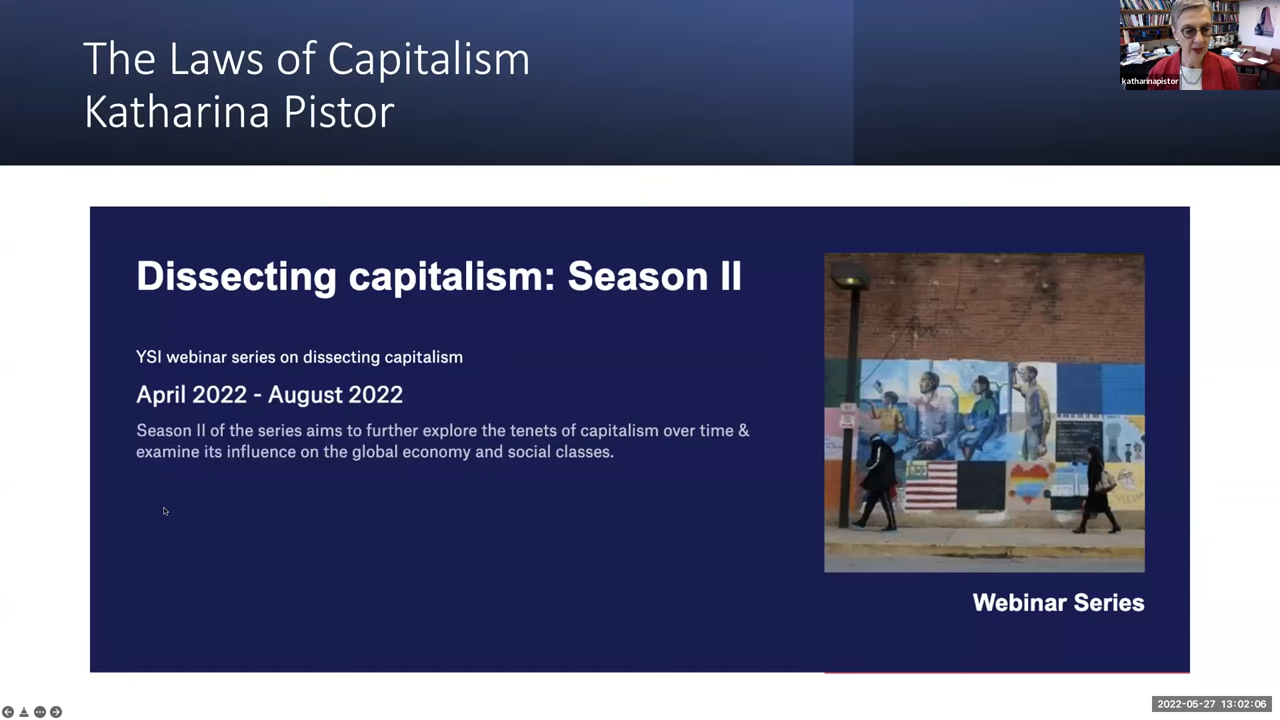 The Laws of Capitalism
Katharina Pistor
katharinapistor
Dissecting capitalism: Season II
YSI webinar series on dissecting capitalism
April 2022 - August 2022
Season II of the series aims to further explore the tenets of capitalism over time &
examine its influence on the global economy and social classes.
Webinar Series
2022-05-27 13:02:06